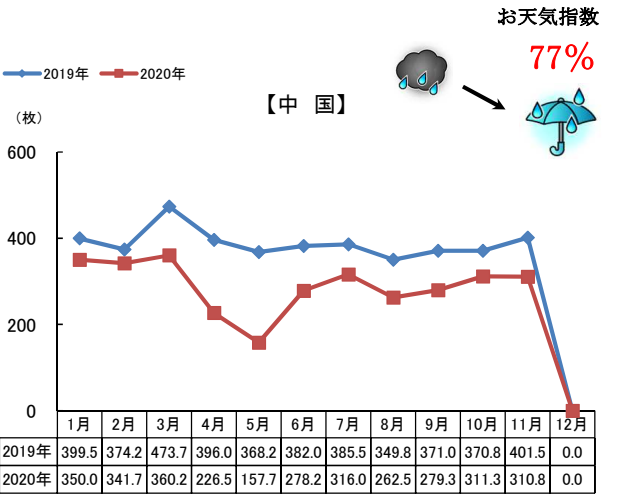 お天気指数
77%
2019年 2020年
(枚)
【中 国】
600
400
200
0
1月 2月 3月 4月 5月 6月 7月 8月 9月 10月 11月 12月
2019年 399.5 374.2 473.7 396.0 368.2 382.0 385.5 349.8 371.0 370.8 401.5 0.0
2020年 350.0 341.7 360.2 226.5 157.7 278.2 316.0 262.5 279.3 311.3 310.8 0.0